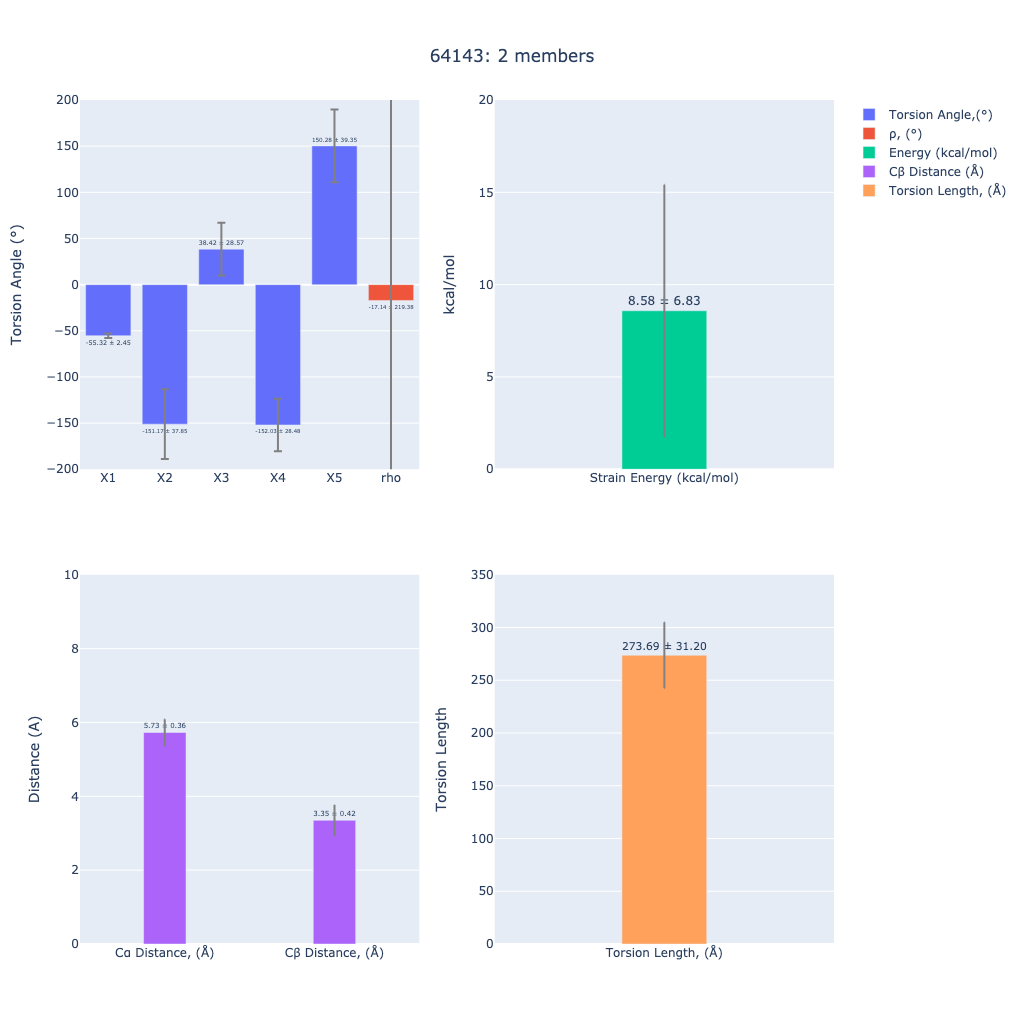 64143: 2 members
Torsion Angle (°)
200
150
100
50
0
−50
−100
−150
−200
-55.32 ± 2.45
-151.17 ± 37.85
38.42 ± 28.57
-152.03 ± 28.48
150.28 ± 39.35
-17.14 ± 219.38
X1 X2 X3 X4 X5 rho
kcal/mol
20
15
10
5
0
8.58 ± 6.83
Strain Energy (kcal/mol)
Torsion Angle,(°)
ρ, (°)
Energy (kcal/mol)
Cβ Distance (Å)
Torsion Length, (Å)
Distance (A)
10
8
6
4
2
0
5.73 ± 0.36
3.35 ± 0.42
Cα Distance, (Å) Cβ Distance, (Å)
Torsion Length
350
300
250
200
150
100
50
0
273.69 ± 31.20
Torsion Length, (Å)